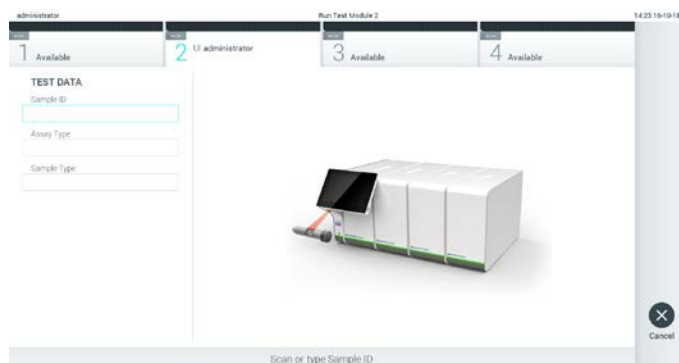 administrator
Run Test Module 2
14:23 16-10-18
1 Available
2 UI administrator
3 Available
4 Available
TEST DATA
Sample ID
Assay Type
Sample Type
Cancel
Scan or type Sample ID